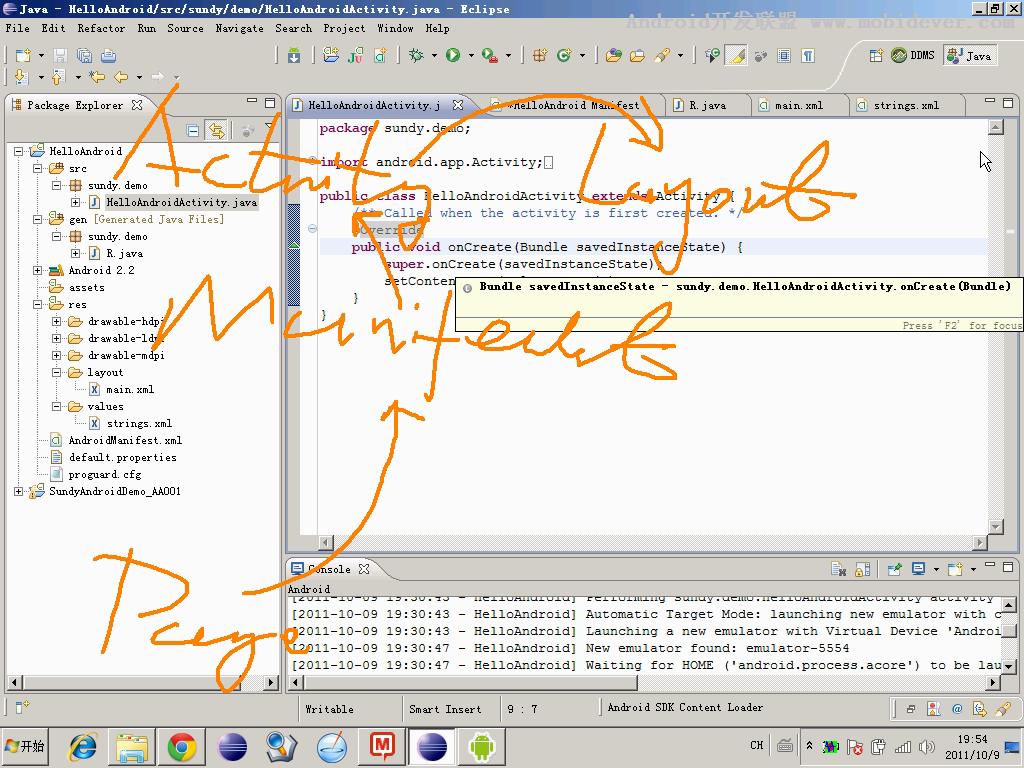 Java - HelloAndroid/src/sundy/demo/HelloAndroidActivity.java - Eclipse
File Edit Refactor Run Source Navigate Search Project Window Help
Android开发联盟 www.mobidever.com
DDMS Java
Package Explorer
HelloAndroidActivity.j *HelloAndroid Manifest R.java main.xml strings.xml
HelloAndroid
src
sundy.demo
HelloAndroidActivity.java
gen [Generated Java Files]
sundy.demo
R.java
Android 2.2
assets
res
drawable-hdpi
drawable-ldpi
drawable-mdpi
layout
main.xml
values
strings.xml
AndroidManifest.xml
default.properties
proguard.cfg
SundyAndroidDemo_AA001
package sundy.demo;
import android.app.Activity;
public class HelloAndroidActivity extends Activity {
/** Called when the activity is first created. */
@Override
public void onCreate(Bundle savedInstanceState) {
super.onCreate(savedInstanceState);
setConten
}
}
Bundle savedInstanceState - sundy.demo.HelloAndroidActivity.onCreate(Bundle)
Press 'F2' for focus
Activity Layout
Manifest
Console
Android
[2011-10-09 19:30:43 - HelloAndroid] Performing sundy.demo.HelloAndroidActivity activity
[2011-10-09 19:30:43 - HelloAndroid] Automatic Target Mode: launching new emulator with c
[2011-10-09 19:30:43 - HelloAndroid] Launching a new emulator with Virtual Device 'Androi
[2011-10-09 19:30:47 - HelloAndroid] New emulator found: emulator-5554
[2011-10-09 19:30:47 - HelloAndroid] Waiting for HOME ('android.process.acore') to be lau
Writable Smart Insert 9 : 7 Android SDK Content Loader
开始 CH 19:54
2011/10/9